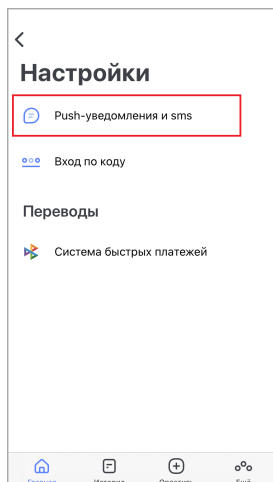 Настройки
Push-уведомления и sms
Вход по коду
Переводы
Система быстрых платежей